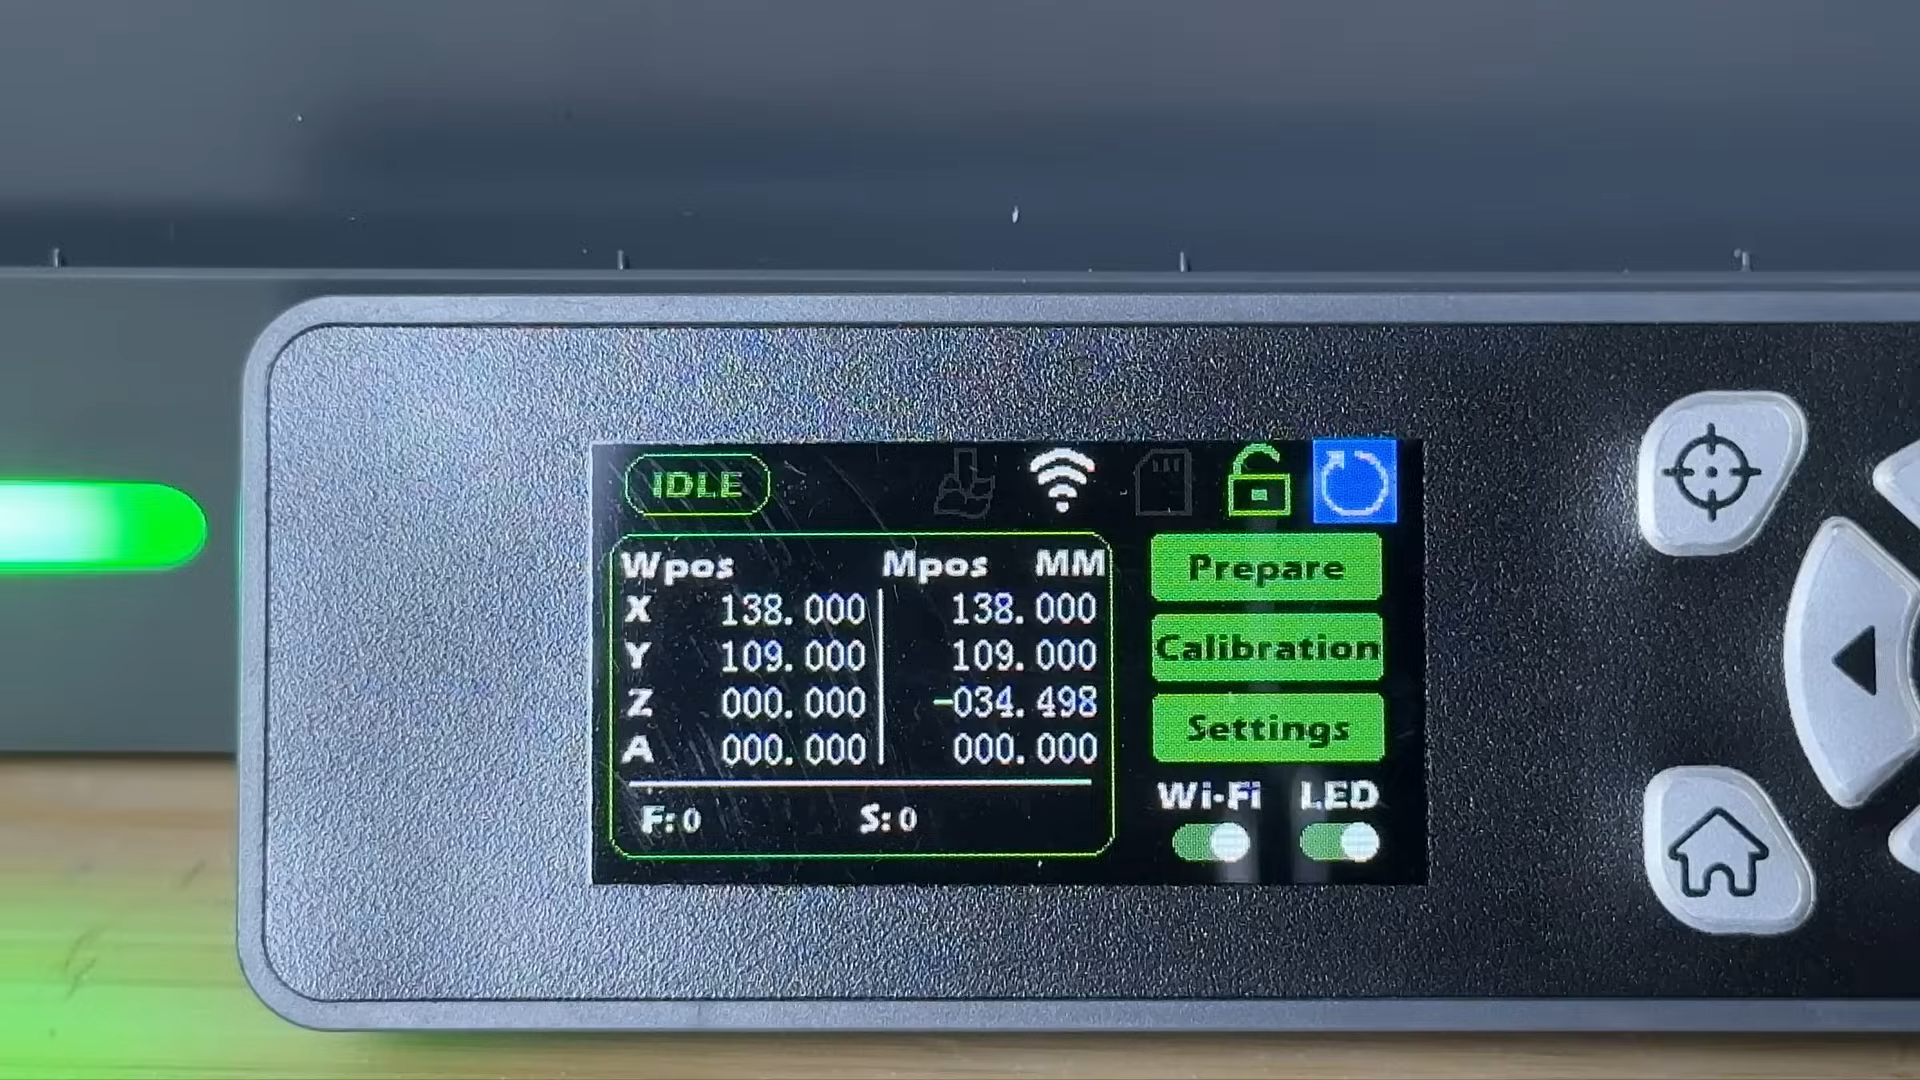 IDLE
Wpos Mpos MM
X 138.000 138.000
Y 109.000 109.000
Z 000.000 -034.498
A 000.000 000.000
F: 0 S: 0
Prepare
Calibration
Settings
Wi-Fi LED